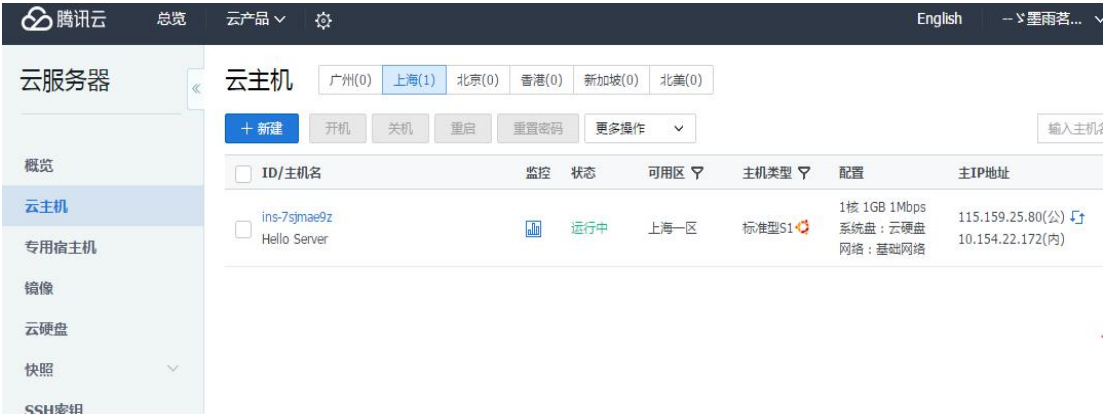 腾讯云 总览 云产品 English --ゞ墨雨茗...
云服务器
云主机 广州(0) 上海(1) 北京(0) 香港(0) 新加坡(0) 北美(0)
+ 新建 开机 关机 重启 重置密码 更多操作 输入主机名
概览
云主机
专用宿主机
镜像
云硬盘
快照
SSH密钥
ID/主机名 监控 状态 可用区 主机类型 配置 主IP地址
ins-7sjmae9z
Hello Server
运行中 上海一区 标准型S1
1核 1GB 1Mbps
系统盘：云硬盘
网络：基础网络
115.159.25.80(公)
10.154.22.172(内)